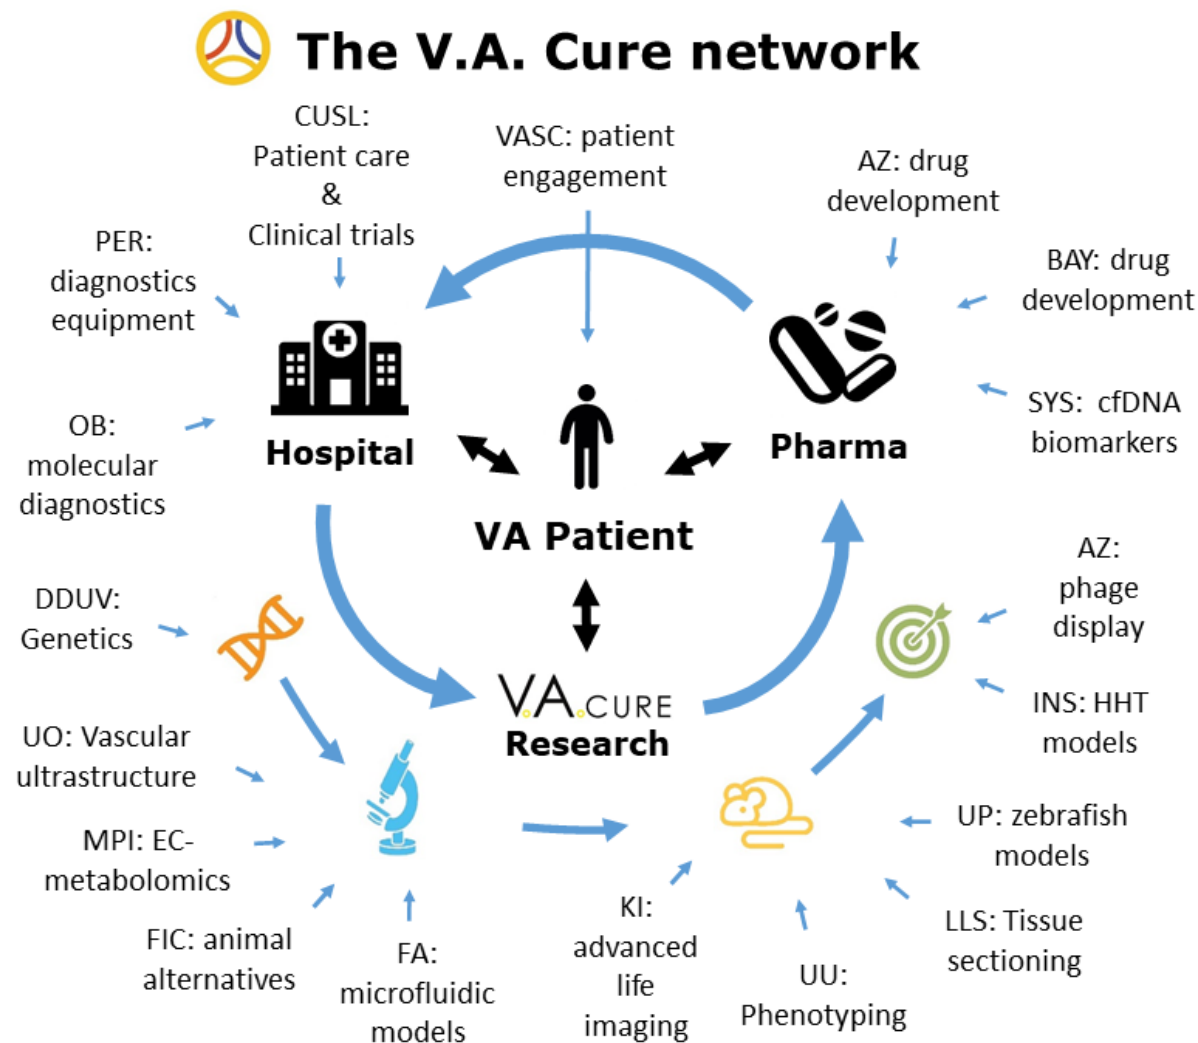 The V.A. Cure network
CUSL:
Patient care
&
Clinical trials
VASC: patient
engagement
AZ: drug
development
PER:
diagnostics
equipment
BAY: drug
development
OB:
molecular
diagnostics
Hospital
VA Patient
Pharma
SYS: cfDNA
biomarkers
DDUV:
Genetics
AZ:
phage
display
V.A.CURE
Research
INS: HHT
models
UO: Vascular
ultrastructure
MPI: EC-
metabolomics
UP: zebrafish
models
FIC: animal
alternatives
FA:
microfluidic
models
KI:
advanced
life
imaging
UU:
Phenotyping
LLS: Tissue
sectioning